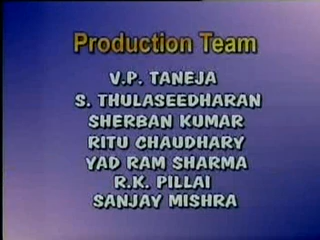 Production Team
V.P. TANEJA
S. THULASEEDHARAN
SHERBAN KUMAR
RITU CHAUDHARY
YAD RAM SHARMA
R.K. PILLAI
SANJAY MISHRA